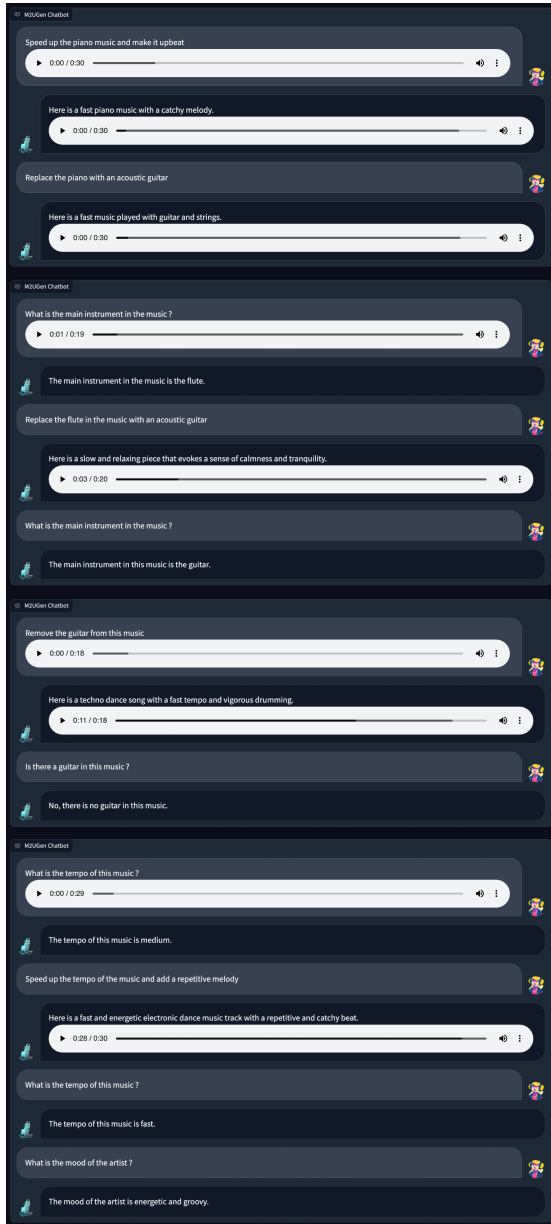 M2UGen Chatbot
Speed up the piano music and make it upbeat
0:00 / 0:30
Here is a fast piano music with a catchy melody.
0:00 / 0:30
Replace the piano with an acoustic guitar
Here is a fast music played with guitar and strings.
0:00 / 0:30
M2UGen Chatbot
What is the main instrument in the music ?
0:01 / 0:19
The main instrument in the music is the flute.
Replace the flute in the music with an acoustic guitar
Here is a slow and relaxing piece that evokes a sense of calmness and tranquility.
0:03 / 0:20
What is the main instrument in the music ?
The main instrument in this music is the guitar.
M2UGen Chatbot
Remove the guitar from this music
0:00 / 0:18
Here is a techno dance song with a fast tempo and vigorous drumming.
0:11 / 0:18
Is there a guitar in this music ?
No, there is no guitar in this music.
M2UGen Chatbot
What is the tempo of this music ?
0:00 / 0:29
The tempo of this music is medium.
Speed up the tempo of the music and add a repetitive melody
Here is a fast and energetic electronic dance music track with a repetitive and catchy beat.
0:28 / 0:30
What is the tempo of this music ?
The tempo of this music is fast.
What is the mood of the artist ?
The mood of the artist is energetic and groovy.